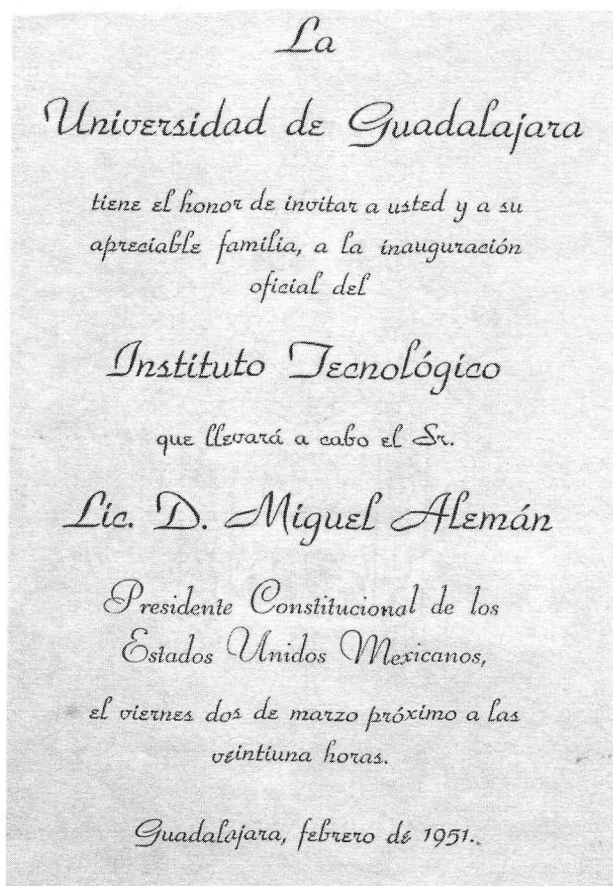 La
Universidad de Guadalajara
tiene el honor de invitar a usted y a su
apreciable familia, a la inauguración
oficial del
Instituto Tecnológico
que llevará a cabo el Sr.
Lic. D. Miguel Alemán
Presidente Constitucional de los
Estados Unidos Mexicanos,
el viernes dos de marzo próximo a las
veintiuna horas.
Guadalajara, febrero de 1951.